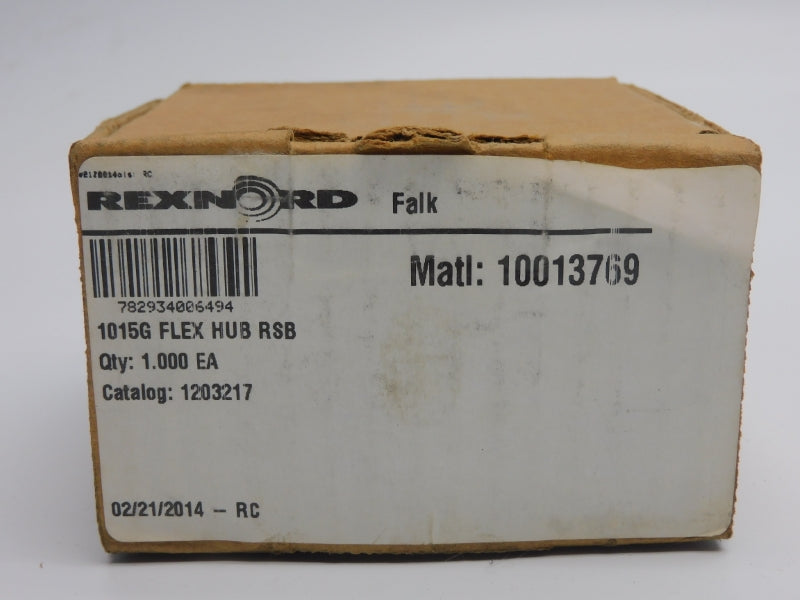 REXNORD Falk
Matl: 10013769
782934006494
1015G FLEX HUB RSB
Qty: 1.000 EA
Catalog: 1203217
02/21/2014 – RC